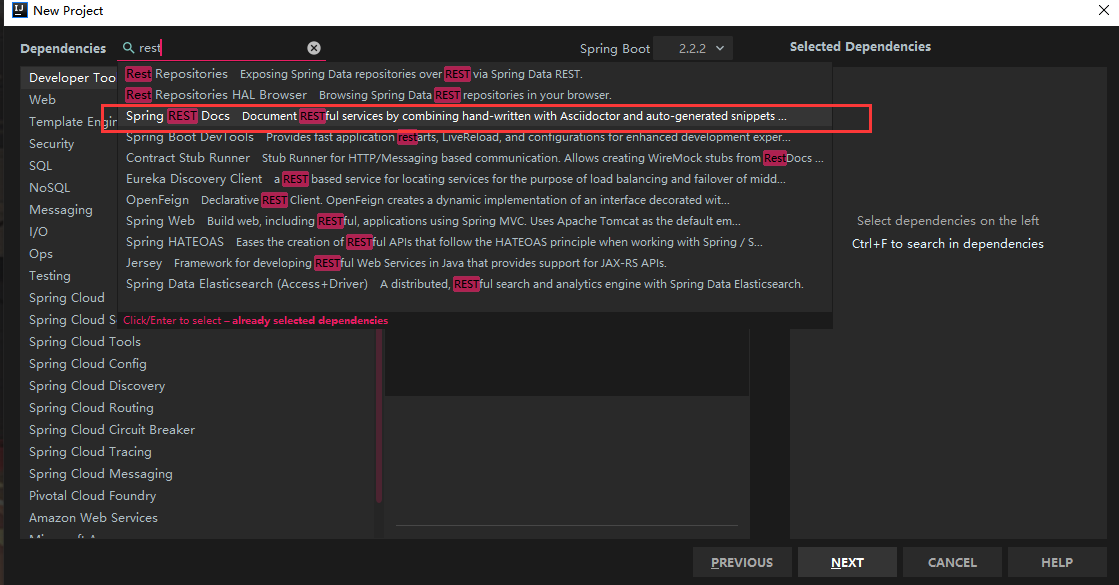 IJ New Project
Dependencies rest Spring Boot 2.2.2 Selected Dependencies
Developer Too
Web
Template Engin
Security
SQL
NoSQL
Messaging
I/O
Ops
Testing
Spring Cloud
Spring Cloud S
Spring Cloud Tools
Spring Cloud Config
Spring Cloud Discovery
Spring Cloud Routing
Spring Cloud Circuit Breaker
Spring Cloud Tracing
Spring Cloud Messaging
Pivotal Cloud Foundry
Amazon Web Services
Rest Repositories Exposing Spring Data repositories over REST via Spring Data REST.
Rest Repositories HAL Browser Browsing Spring Data REST repositories in your browser.
Spring REST Docs Document RESTful services by combining hand-written with Asciidoctor and auto-generated snippets ...
Spring Boot DevTools Provides fast application restarts, LiveReload, and configurations for enhanced development exper...
Contract Stub Runner Stub Runner for HTTP/Messaging based communication. Allows creating WireMock stubs from RestDocs ...
Eureka Discovery Client a REST based service for locating services for the purpose of load balancing and failover of midd...
OpenFeign Declarative REST Client. OpenFeign creates a dynamic implementation of an interface decorated wit...
Spring Web Build web, including RESTful, applications using Spring MVC. Uses Apache Tomcat as the default em...
Spring HATEOAS Eases the creation of RESTful APIs that follow the HATEOAS principle when working with Spring / S...
Jersey Framework for developing RESTful Web Services in Java that provides support for JAX-RS APIs.
Spring Data Elasticsearch (Access+Driver) A distributed, RESTful search and analytics engine with Spring Data Elasticsearch.
Click/Enter to select – already selected dependencies
Select dependencies on the left
Ctrl+F to search in dependencies
PREVIOUS NEXT CANCEL HELP